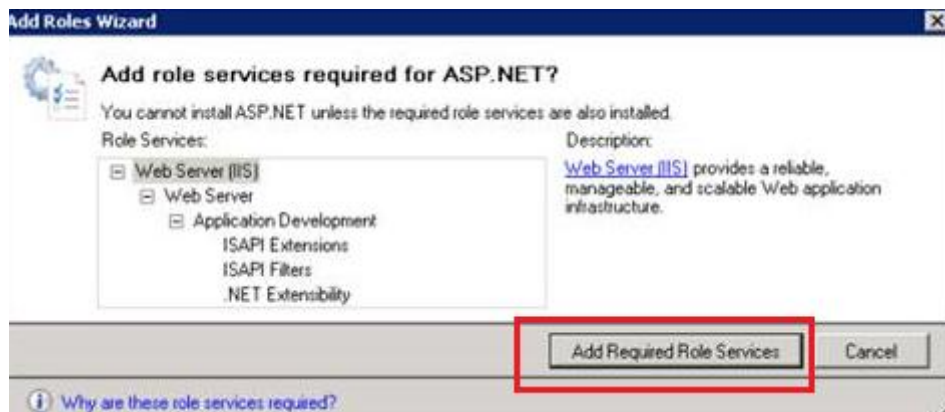 Add Roles Wizard
Add role services required for ASP.NET?
You cannot install ASP.NET unless the required role services are also installed.
Role Services:
Web Server (IIS)
Web Server
Application Development
ISAPI Extensions
ISAPI Filters
.NET Extensibility
Description:
Web Server (IIS) provides a reliable,
manageable, and scalable Web application
infrastructure.
Add Required Role Services
Cancel
Why are these role services required?